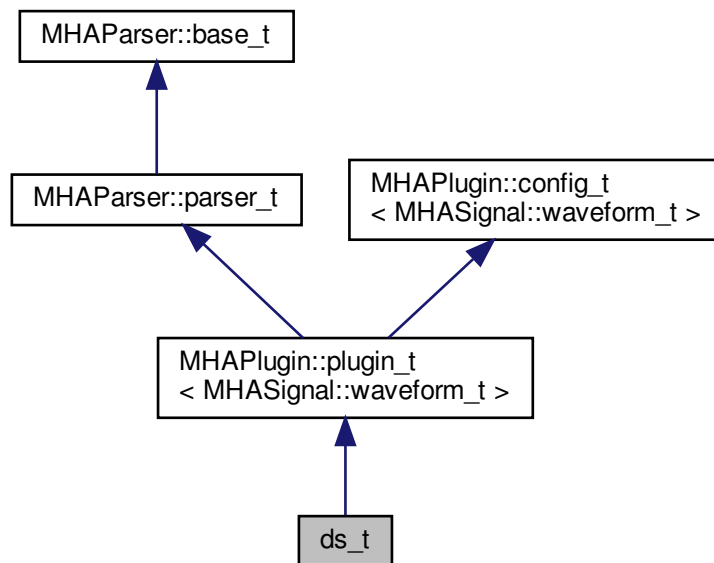 MHAParser::base_t
MHAParser::parser_t
MHAPlugin::config_t
< MHASignal::waveform_t >
MHAPlugin::plugin_t
< MHASignal::waveform_t >
ds_t